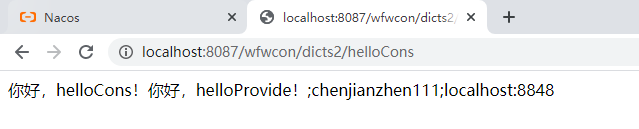 Nacos
localhost:8087/wfwcon/dicts2/
localhost:8087/wfwcon/dicts2/helloCons
你好，helloCons！你好，helloProvide！;chenjianzhen111;localhost:8848